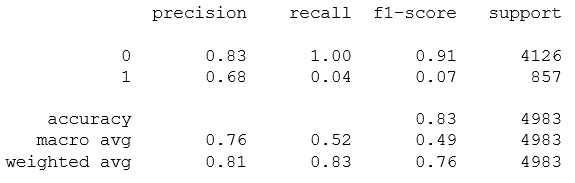 precision recall f1-score support
0 0.83 1.00 0.91 4126
1 0.68 0.04 0.07 857
accuracy 0.83 4983
macro avg 0.76 0.52 0.49 4983
weighted avg 0.81 0.83 0.76 4983